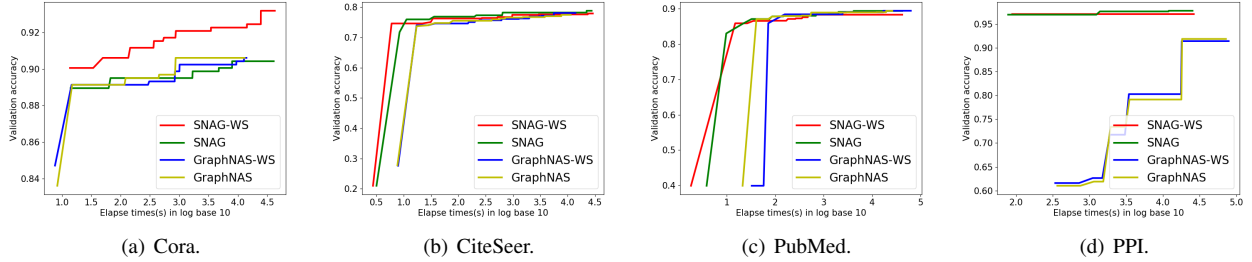 Validation accuracy
0.92
0.90
0.88
0.86
0.84
SNAG-WS
SNAG
GraphNAS-WS
GraphNAS
1.0 1.5 2.0 2.5 3.0 3.5 4.0 4.5
Elapse times(s) in log base 10
(a) Cora.
Validation accuracy
0.8
0.7
0.6
0.5
0.4
0.3
0.2
SNAG-WS
SNAG
GraphNAS-WS
GraphNAS
0.5 1.0 1.5 2.0 2.5 3.0 3.5 4.0 4.5
Elapse times(s) in log base 10
(b) CiteSeer.
Validation accuracy
0.9
0.8
0.7
0.6
0.5
0.4
SNAG-WS
SNAG
GraphNAS-WS
GraphNAS
1 2 3 4 5
Elapse times(s) in log base 10
(c) PubMed.
Validation accuracy
0.95
0.90
0.85
0.80
0.75
0.70
0.65
0.60
SNAG-WS
SNAG
GraphNAS-WS
GraphNAS
2.0 2.5 3.0 3.5 4.0 4.5 5.0
Elapse times(s) in log base 10
(d) PPI.